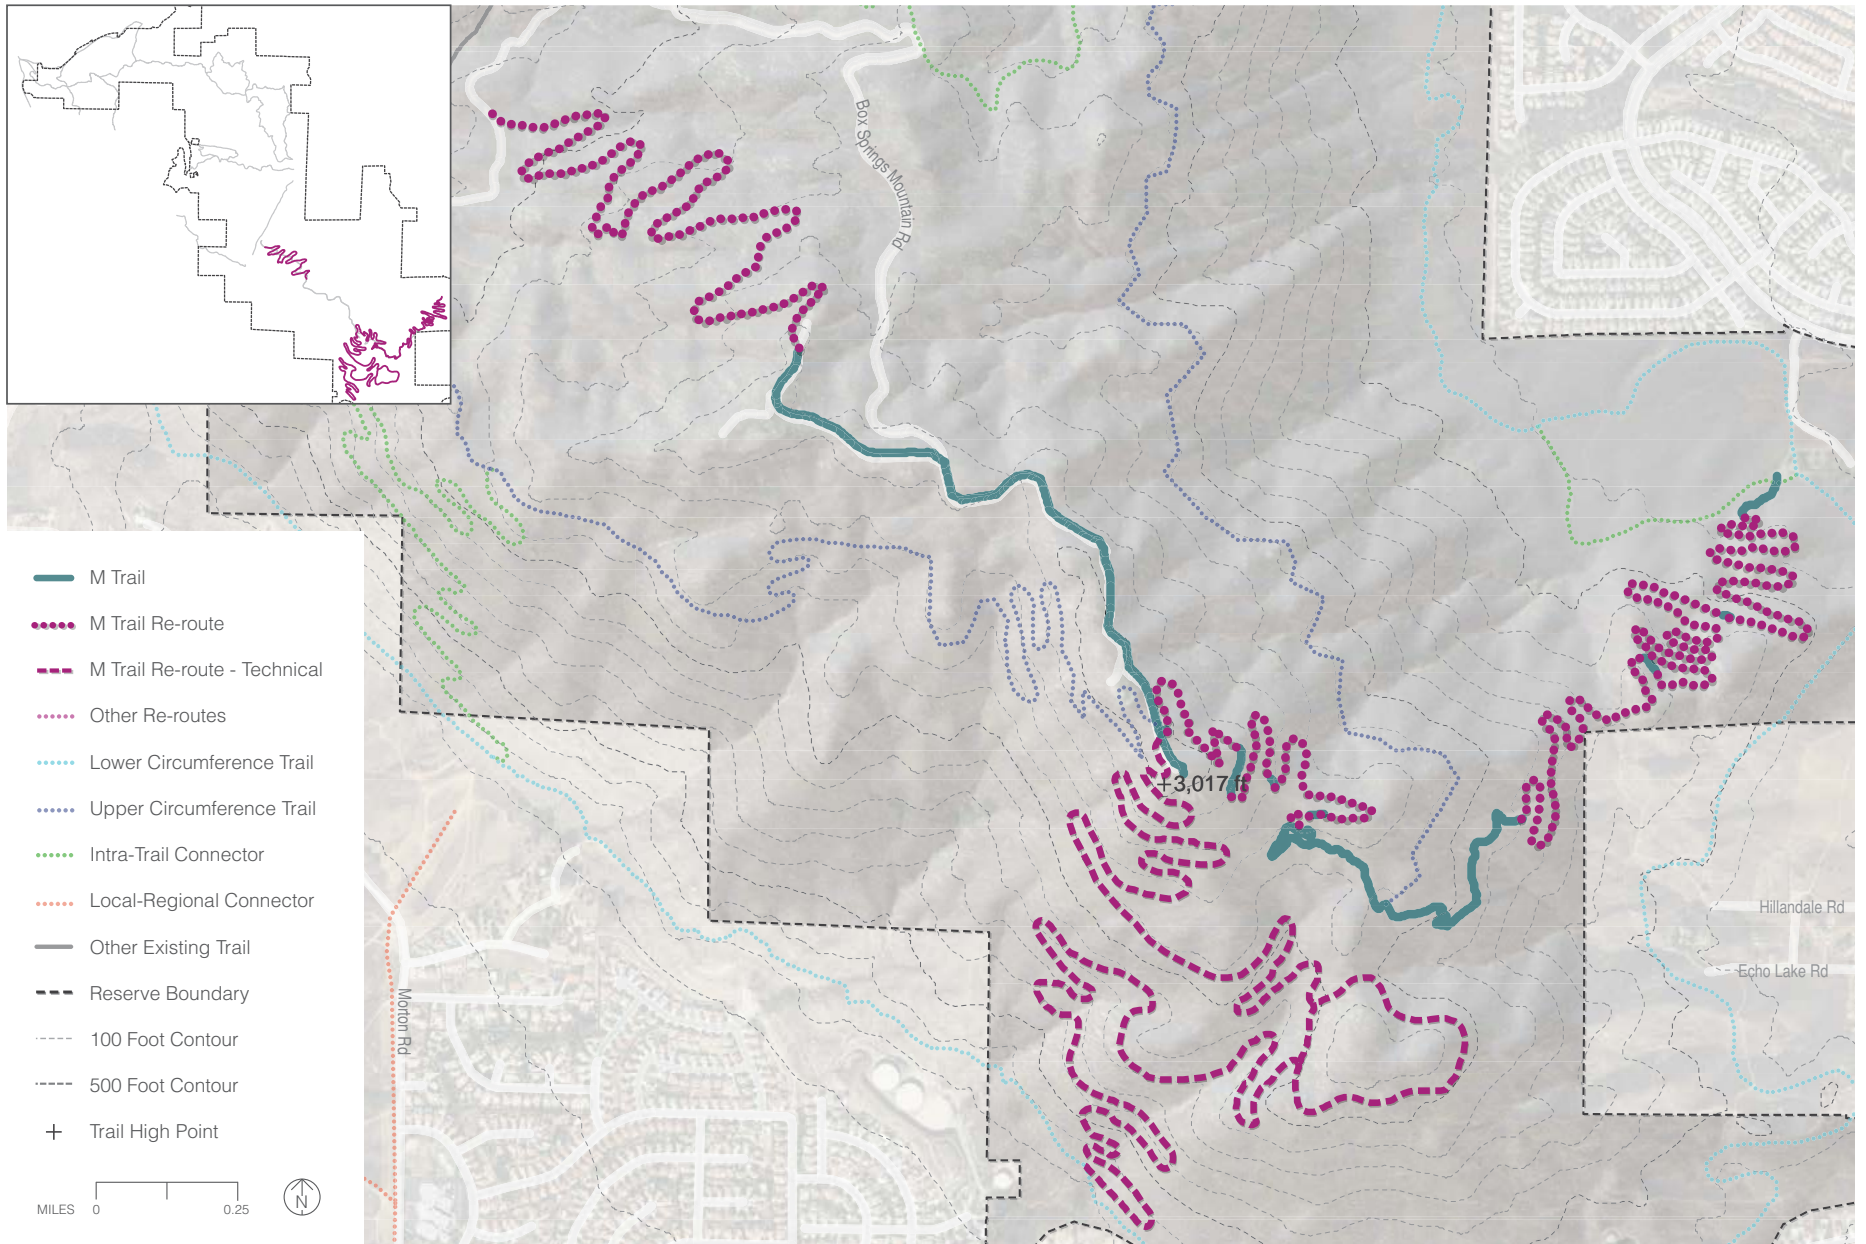 Box Springs Mountain Rd
M Trail
M Trail Re-route
M Trail Re-route - Technical
Other Re-routes
Lower Circumference Trail
Upper Circumference Trail
Intra-Trail Connector
Local-Regional Connector
Other Existing Trail
Reserve Boundary
100 Foot Contour
500 Foot Contour
+ Trail High Point
MILES 0 0.25
N
+3,017 ft
Hillandale Rd
Echo Lake Rd
Morton Rd